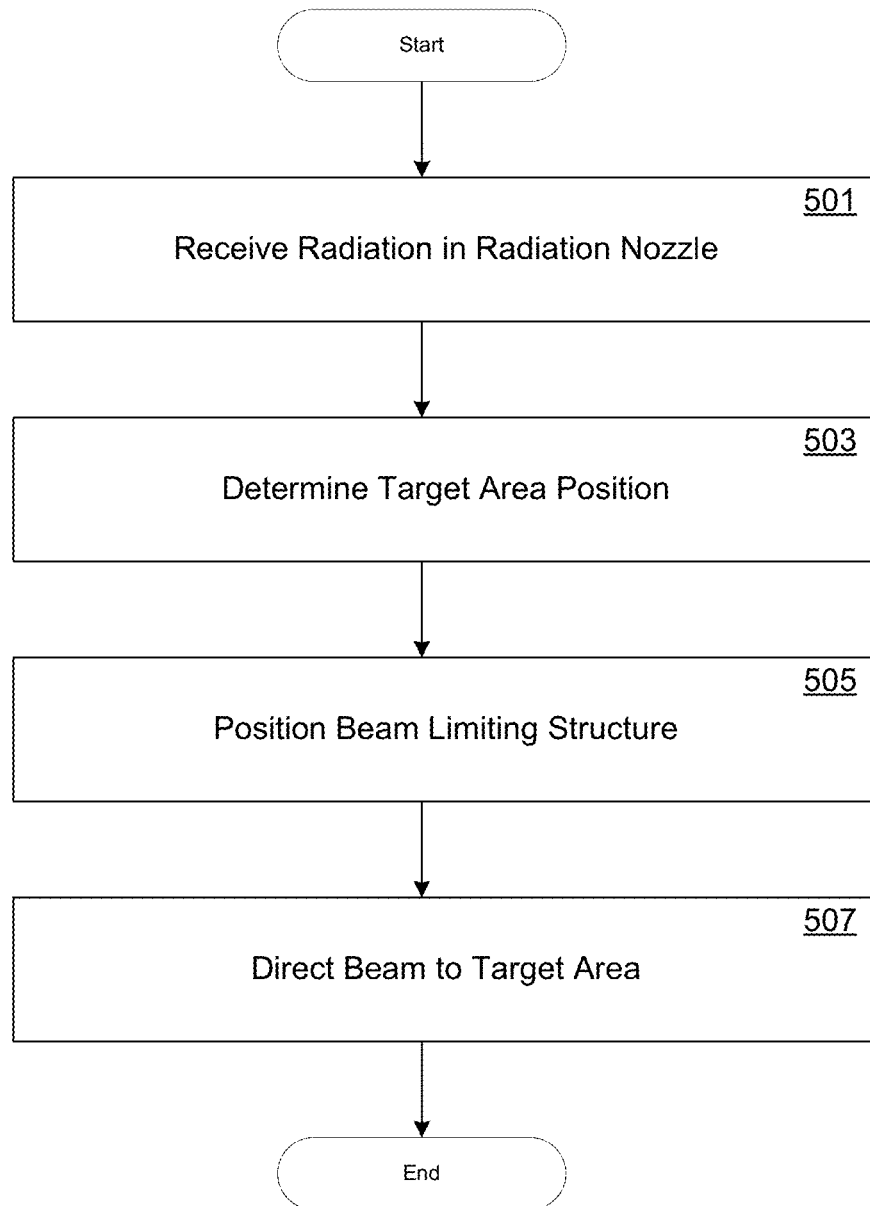 Start
501
Receive Radiation in Radiation Nozzle
503
Determine Target Area Position
505
Position Beam Limiting Structure
507
Direct Beam to Target Area
End